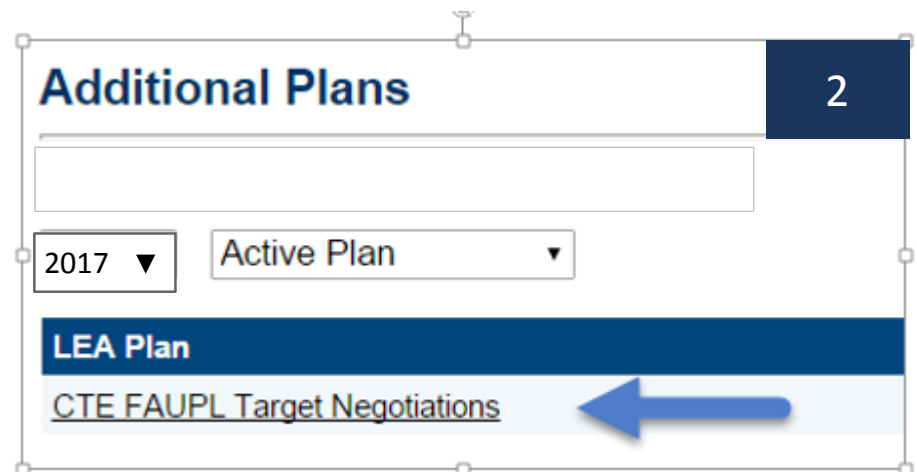 Additional Plans
2
2017 ▼
Active Plan ▼
LEA Plan
CTE FAUPL Target Negotiations